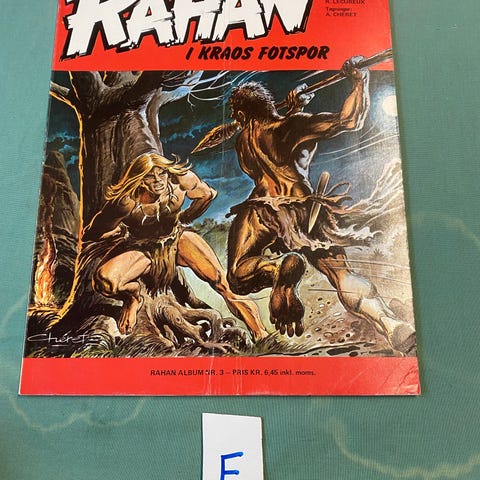 RAHAN
R. LECUREUX
Tegninger:
A. CHERET
I KRAOS FOTSPOR
Chéret
RAHAN ALBUM NR. 3 – PRIS KR. 6,45 inkl. moms.
F